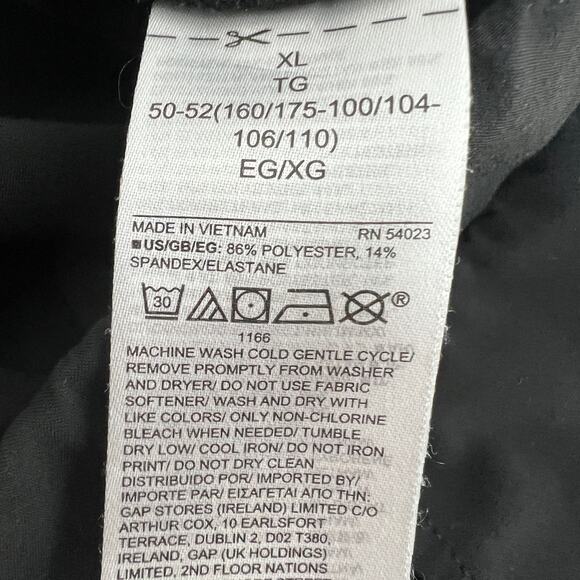 XL
TG
50-52(160/175-100/104-
106/110)
EG/XG
MADE IN VIETNAM RN 54023
■US/GB/EG: 86% POLYESTER, 14%
SPANDEX/ELASTANE
30 ®
1166
MACHINE WASH COLD GENTLE CYCLE/
REMOVE PROMPTLY FROM WASHER
AND DRYER/ DO NOT USE FABRIC
SOFTENER/ WASH AND DRY WITH
LIKE COLORS/ ONLY NON-CHLORINE
BLEACH WHEN NEEDED/ TUMBLE
DRY LOW/ COOL IRON/ DO NOT IRON
PRINT/ DO NOT DRY CLEAN
DISTRIBUIDO POR/ IMPORTED BY/
IMPORTE PAR/ ΕΙΣΑΓΕΤΑΙ ΑΠΟ ΤΗΝ:
GAP STORES (IRELAND) LIMITED C/O
ARTHUR COX, 10 EARLSFORT
TERRACE, DUBLIN 2, D02 T380,
IRELAND, GAP (UK HOLDINGS)
LIMITED, 2ND FLOOR NATIONS